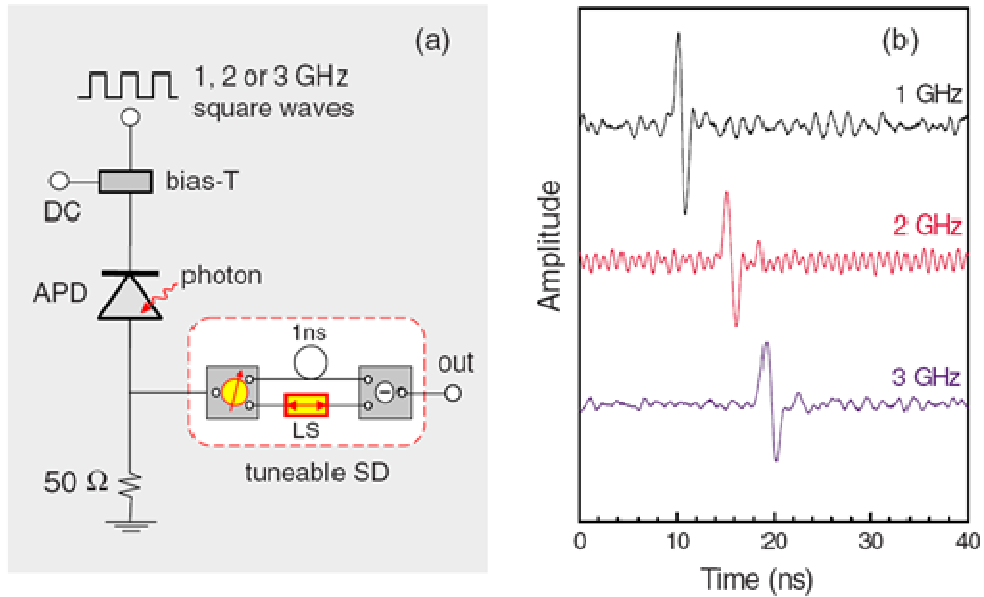 (a)
1, 2 or 3 GHz
square waves
bias-T
DC
APD
photon
1ns
out
LS
tuneable SD
50 Ω
(b)
1 GHz
2 GHz
3 GHz
Amplitude
0 10 20 30 40
Time (ns)